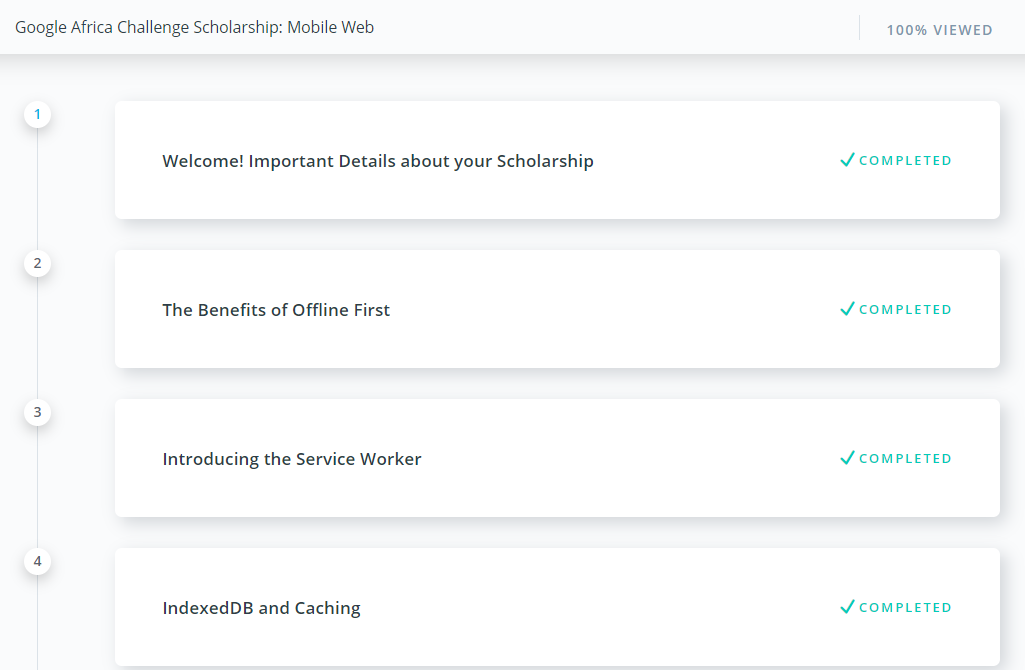 Google Africa Challenge Scholarship: Mobile Web
100% VIEWED
1
Welcome! Important Details about your Scholarship
COMPLETED
2
The Benefits of Offline First
COMPLETED
3
Introducing the Service Worker
COMPLETED
4
IndexedDB and Caching
COMPLETED